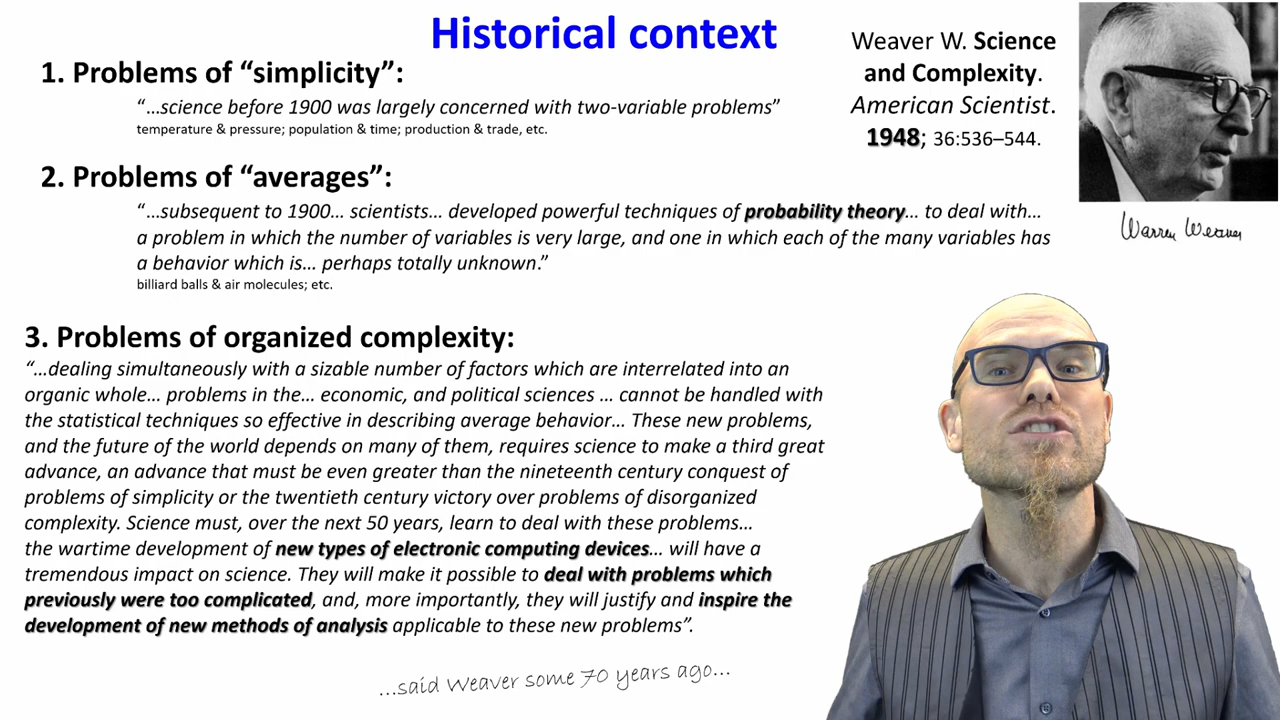 Historical context
Weaver W. Science
and Complexity.
American Scientist.
1948; 36:536–544.
Warren Weaver
1. Problems of “simplicity”:
“…science before 1900 was largely concerned with two-variable problems”
temperature & pressure; population & time; production & trade, etc.
2. Problems of “averages”:
“…subsequent to 1900… scientists… developed powerful techniques of probability theory… to deal with…
a problem in which the number of variables is very large, and one in which each of the many variables has
a behavior which is… perhaps totally unknown.”
billiard balls & air molecules; etc.
3. Problems of organized complexity:
“…dealing simultaneously with a sizable number of factors which are interrelated into an
organic whole… problems in the… economic, and political sciences … cannot be handled with
the statistical techniques so effective in describing average behavior… These new problems,
and the future of the world depends on many of them, requires science to make a third great
advance, an advance that must be even greater than the nineteenth century conquest of
problems of simplicity or the twentieth century victory over problems of disorganized
complexity. Science must, over the next 50 years, learn to deal with these problems…
the wartime development of new types of electronic computing devices… will have a
tremendous impact on science. They will make it possible to deal with problems which
previously were too complicated, and, more importantly, they will justify and inspire the
development of new methods of analysis applicable to these new problems”.
…said Weaver some 70 years ago…